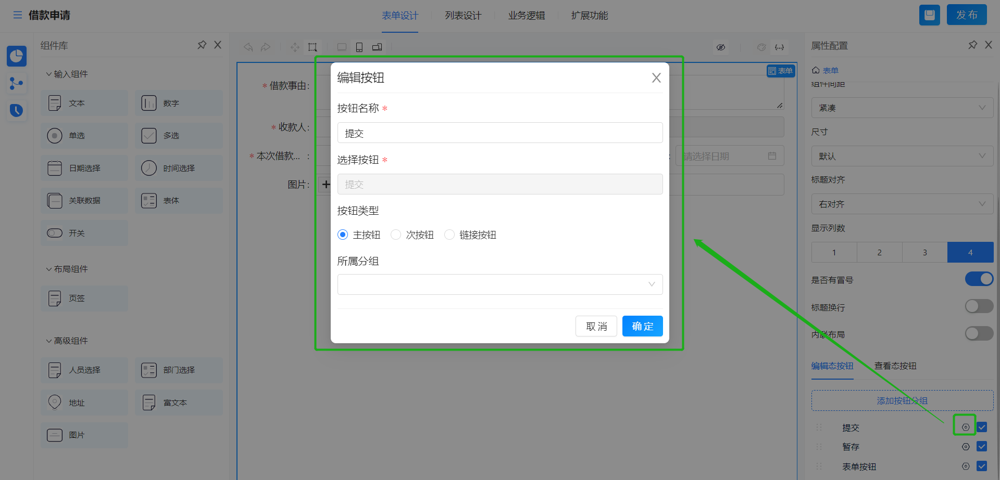 借款申请
表单设计
列表设计
业务逻辑
扩展功能
发布
组件库
输入组件
文本
数字
单选
多选
日期选择
时间选择
关联数据
表体
开关
布局组件
页签
高级组件
人员选择
部门选择
地址
富文本
图片
表单
* 借款事由:
* 收款人:
* 本次借款... :
: 请选择日期
图片:
编辑按钮
按钮名称 *
提交
选择按钮 *
提交
按钮类型
主按钮
次按钮
链接按钮
所属分组
取消
确定
属性配置
表单
组件间距
紧凑
尺寸
默认
标题对齐
右对齐
显示列数
1
2
3
4
是否有冒号
标题换行
内联布局
编辑态按钮
查看态按钮
添加按钮分组
提交
暂存
表单按钮